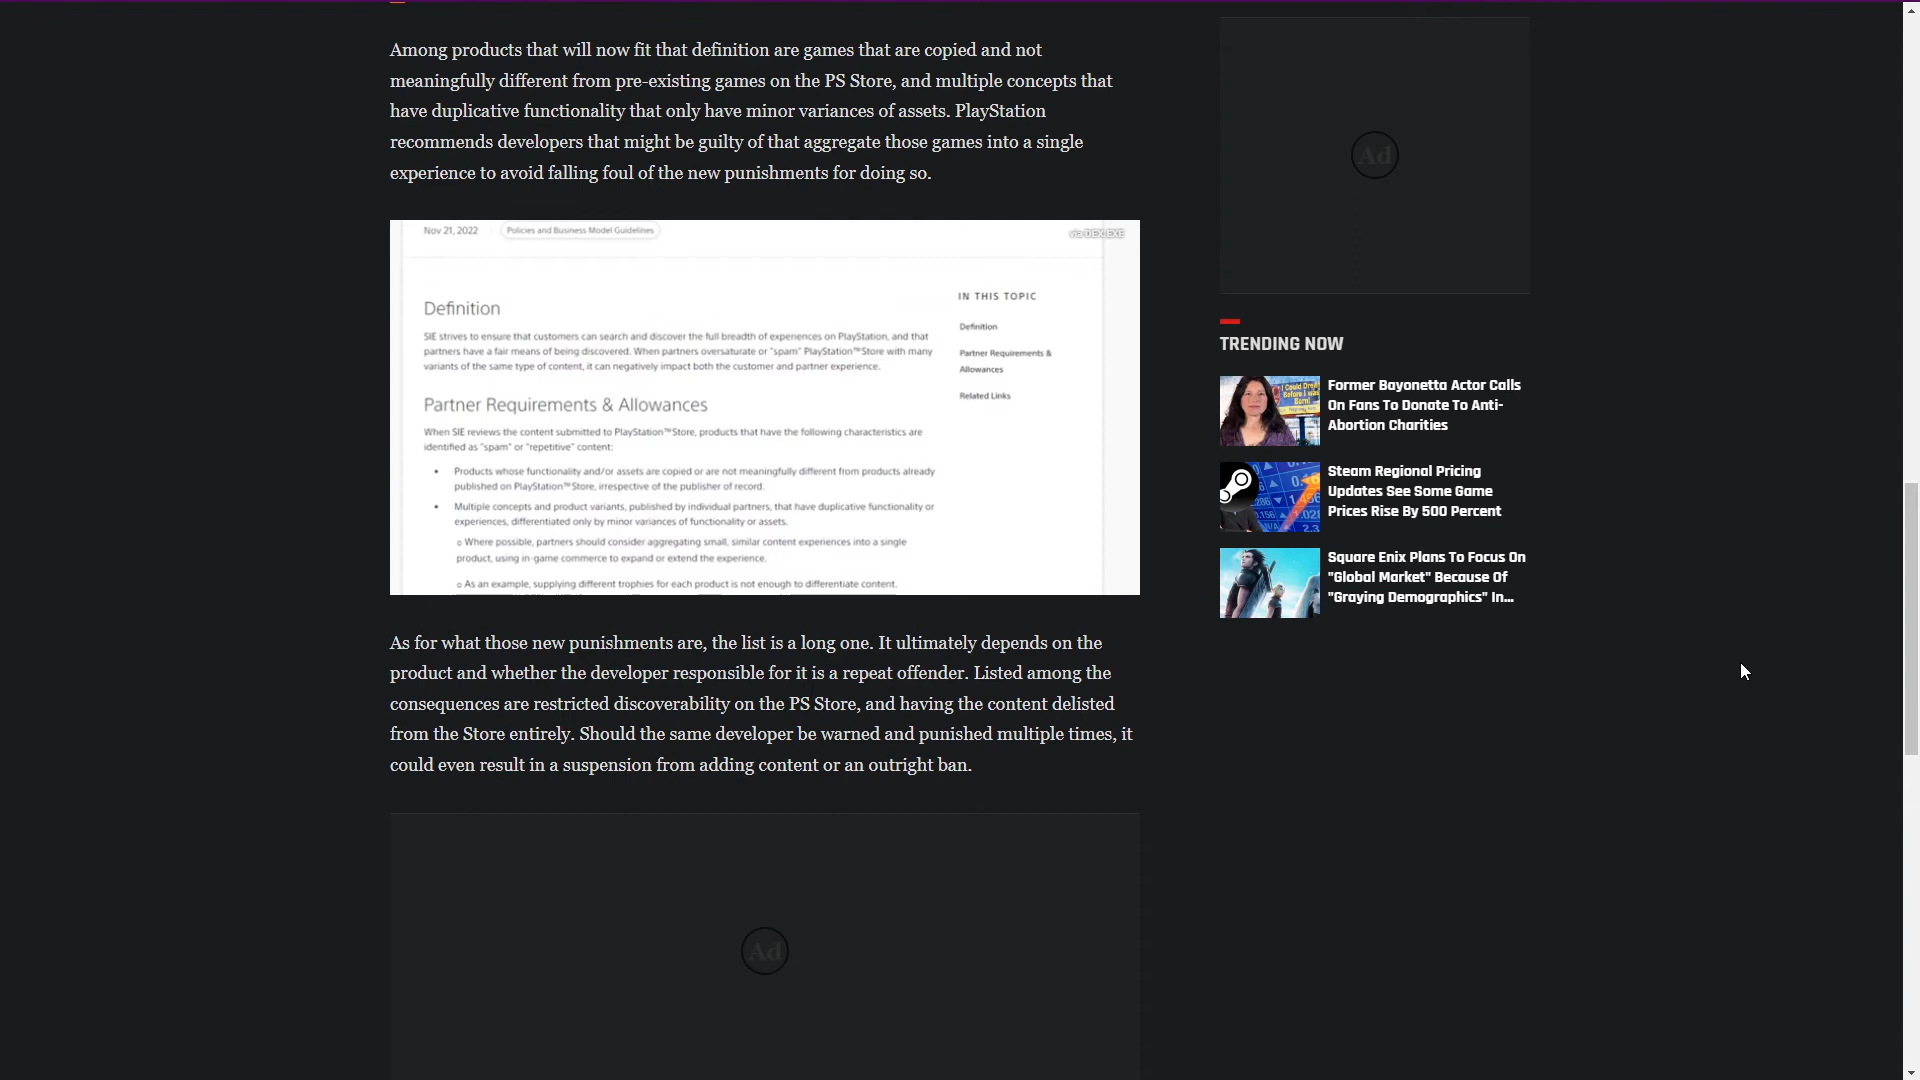 Among products that will now fit that definition are games that are copied and not
meaningfully different from pre-existing games on the PS Store, and multiple concepts that
have duplicative functionality that only have minor variances of assets. PlayStation
recommends developers that might be guilty of that aggregate those games into a single
experience to avoid falling foul of the new punishments for doing so.
Nov 21, 2022
Policies and Business Model Guidelines
via DEX.EXE
Definition
SIE strives to ensure that customers can search and discover the full breadth of experiences on PlayStation, and that
partners have a fair means of being discovered. When partners oversaturate or "spam" PlayStation™Store with many
variants of the same type of content, it can negatively impact both the customer and partner experience.
Partner Requirements & Allowances
When SIE reviews the content submitted to PlayStation™Store, products that have the following characteristics are
identified as "spam" or "repetitive" content:
• Products whose functionality and/or assets are copied or are not meaningfully different from products already
published on PlayStation™Store, irrespective of the publisher of record.
• Multiple concepts and product variants, published by individual partners, that have duplicative functionality or
experiences, differentiated only by minor variances of functionality or assets.
o Where possible, partners should consider aggregating small, similar content experiences into a single
product, using in-game commerce to expand or extend the experience.
o As an example, supplying different trophies for each product is not enough to differentiate content.
IN THIS TOPIC
Definition
Partner Requirements &
Allowances
Related Links
As for what those new punishments are, the list is a long one. It ultimately depends on the
product and whether the developer responsible for it is a repeat offender. Listed among the
consequences are restricted discoverability on the PS Store, and having the content delisted
from the Store entirely. Should the same developer be warned and punished multiple times, it
could even result in a suspension from adding content or an outright ban.
Ad
Ad
TRENDING NOW
Former Bayonetta Actor Calls
On Fans To Donate To Anti-
Abortion Charities
Steam Regional Pricing
Updates See Some Game
Prices Rise By 500 Percent
Square Enix Plans To Focus On
"Global Market" Because Of
"Graying Demographics" In...